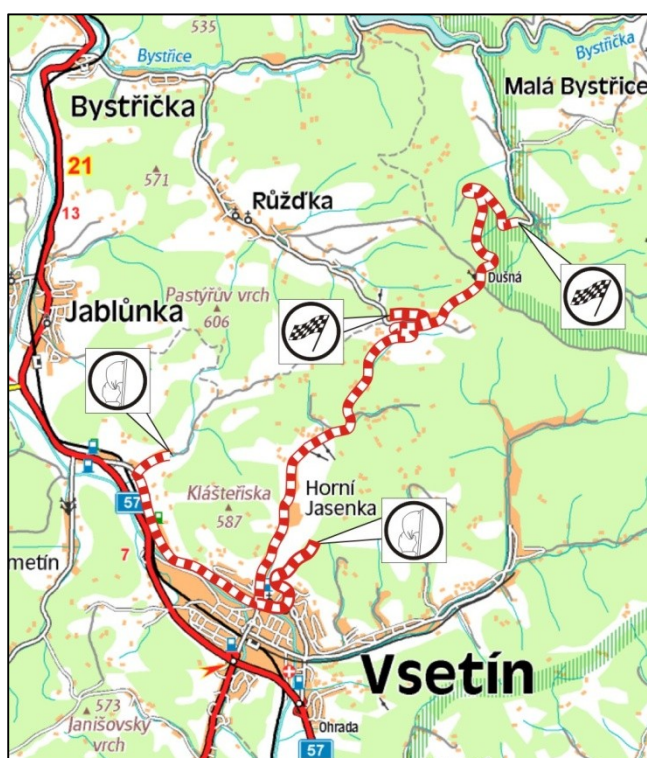 535
Bystřice
Bystřička
Bystřička
Malá Bystřice
21
571
13
Růžďka
Dušná
Pastýřův vrch
606
Jablůnka
57
Klášteřiska
587
Horní
Jasenka
metín
7
Vsetín
573
Janišovský
vrch
Ohrada
57